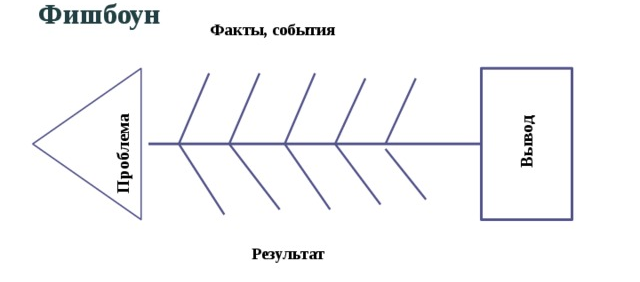 Фишбоун
Факты, события
Проблема
Вывод
Результат